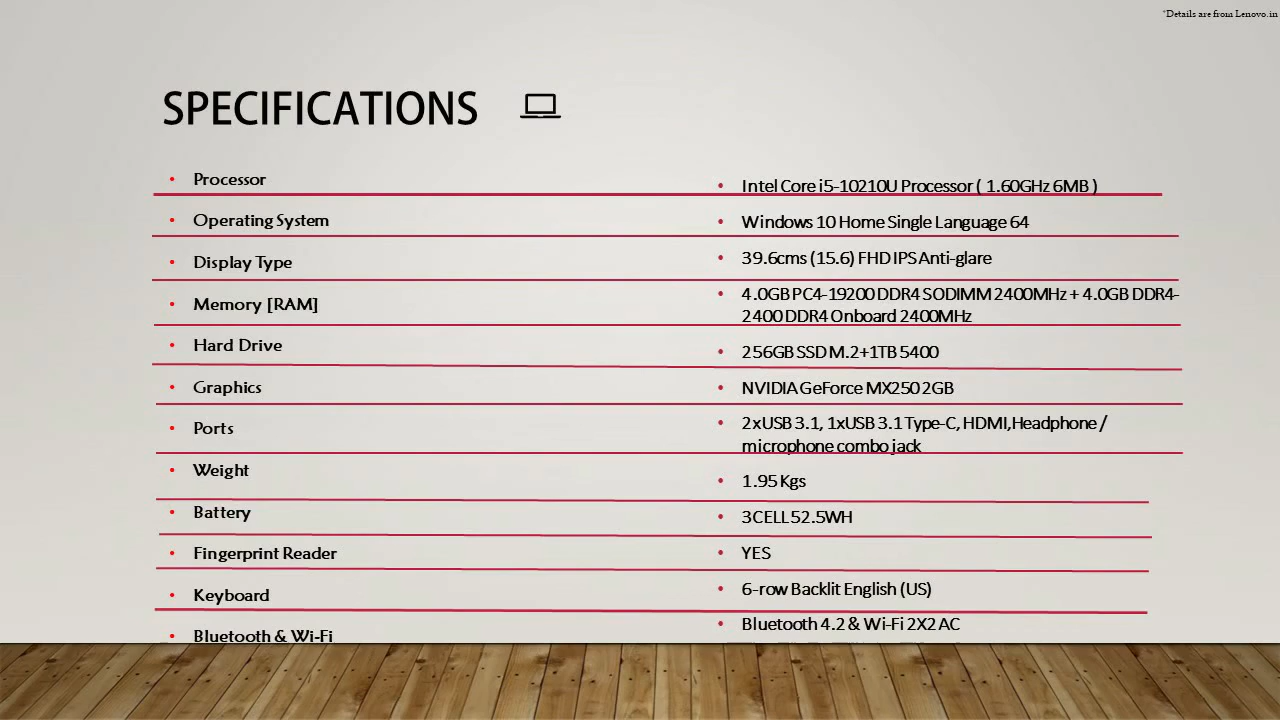 *Details are from Lenovo.in
SPECIFICATIONS
• Processor
• Intel Core i5-10210U Processor ( 1.60GHz 6MB )
• Operating System
• Windows 10 Home Single Language 64
• Display Type
• 39.6cms (15.6) FHD IPS Anti-glare
• Memory [RAM]
• 4.0GB PC4-19200 DDR4 SODIMM 2400MHz + 4.0GB DDR4-
2400 DDR4 Onboard 2400MHz
• Hard Drive
• 256GB SSD M.2+1TB 5400
• Graphics
• NVIDIA GeForce MX250 2GB
• Ports
• 2xUSB 3.1, 1xUSB 3.1 Type-C, HDMI,Headphone /
microphone combo jack
• Weight
• 1.95 Kgs
• Battery
• 3CELL 52.5WH
• Fingerprint Reader
• YES
• Keyboard
• 6-row Backlit English (US)
• Bluetooth & Wi-Fi
• Bluetooth 4.2 & Wi-Fi 2X2 AC